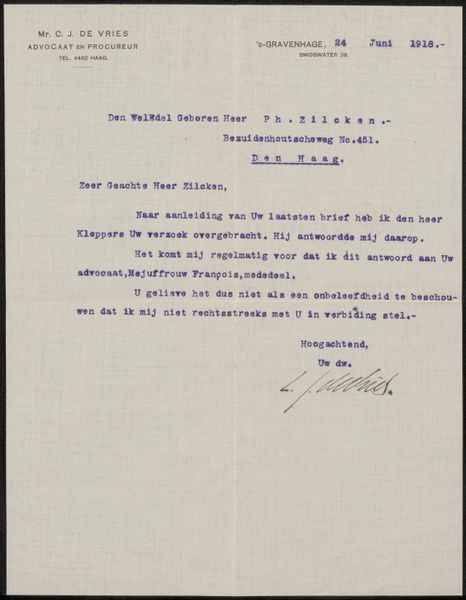 Mr. C. J. DE VRIES
ADVOCAAT EN PROCUREUR
TEL. 4462 HAAG.
'S-GRAVENHAGE, 24 Juni 1918.-
SMIDSWATER
Den WelEdel Geboren Heer Ph. Zilcken.-
Bezuidenhoutscheweg No.451.
Den Haag.
Zeer Geachte Heer Zilcken,
Naar aanleiding van Uw laatsten brief heb ik den heer
Kleppers Uw verzoek overgebracht. Hij antwoordde mij daarop.
Het komt mij regelmatig voor dat ik dit antwoord aan Uw
advocaat,Mejuffrouw François,mededeel.
U gelieve het dus niet als een onbeleefdheid te beschou-
wen dat ik mij niet rechtsstreeks met U in verbiding stel.-
Hoogachtend,
Uw dw.